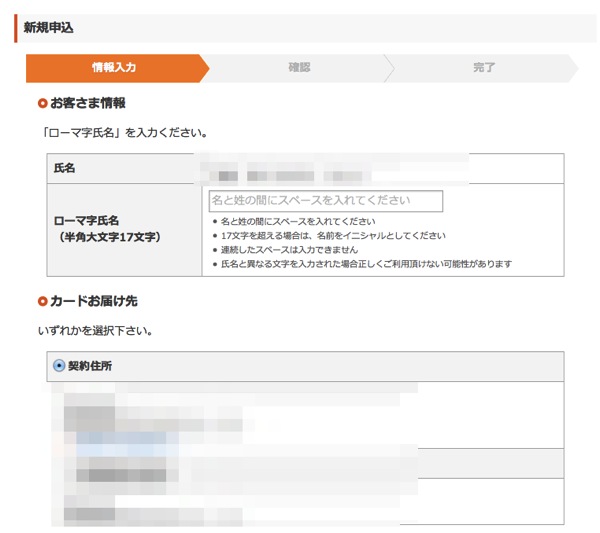 新規申込
情報入力
確認
完了
お客さま情報
「ローマ字氏名」を入力ください。
氏名
ローマ字氏名
（半角大文字17文字）
名と姓の間にスペースを入れてください
名と姓の間にスペースを入れてください
17文字を超える場合は、名前をイニシャルとしてください
連続したスペースは入力できません
氏名と異なる文字を入力された場合正しくご利用頂けない可能性があります
カードお届け先
いずれかを選択下さい。
契約住所